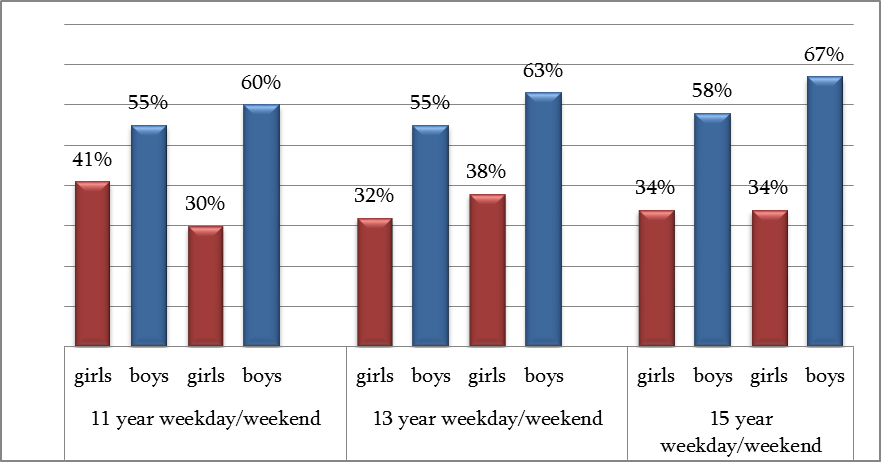 67%
63%
60%
58%
55%
55%
41%
38%
34%
34%
32%
30%
girls boys girls boys
girls boys girls boys
girls boys girls boys
11 year weekday/weekend
13 year weekday/weekend
15 year
weekday/weekend